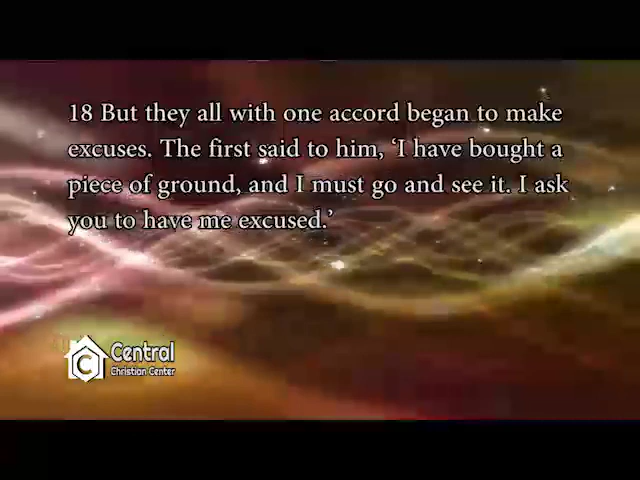 18 But they all with one accord began to make
excuses. The first said to him, ‘I have bought a
piece of ground, and I must go and see it. I ask
you to have me excused.’
C Central
Christian Center